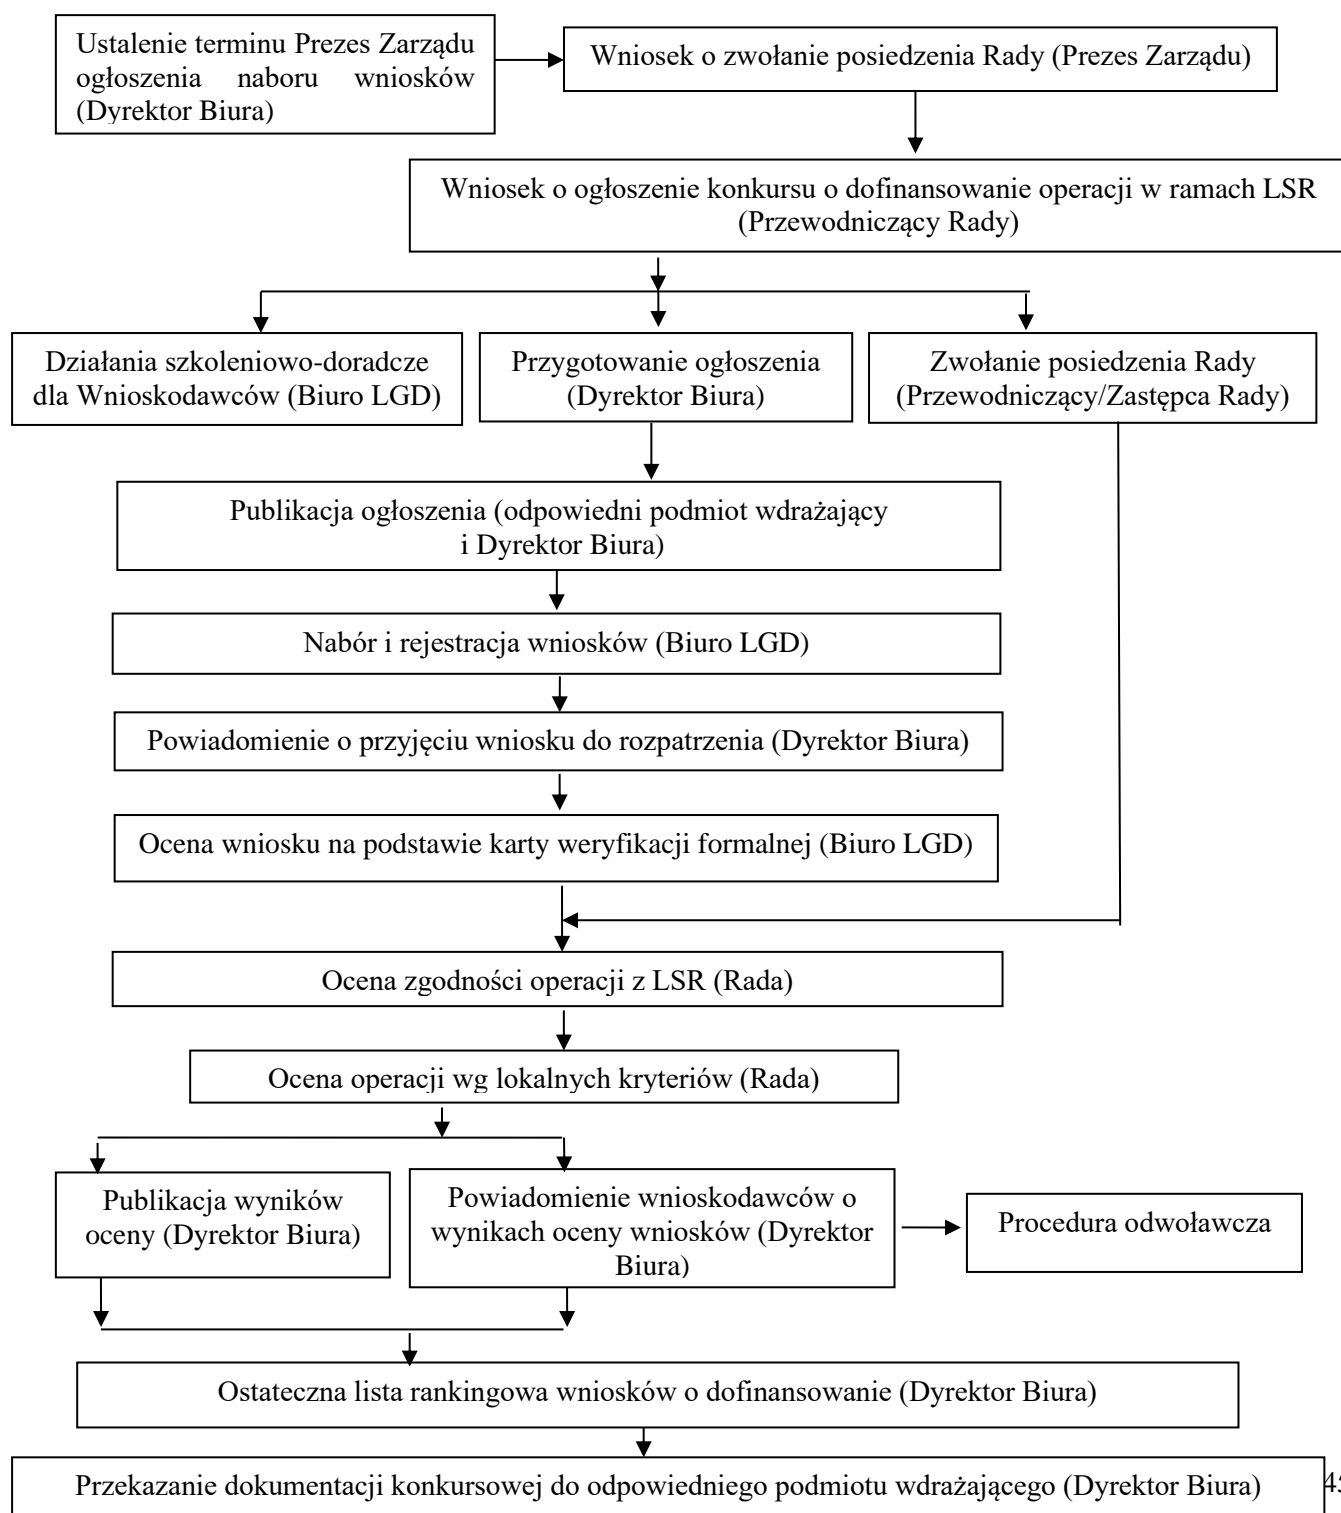 Ustalenie terminu Prezes Zarządu
ogłoszenia naboru wniosków
(Dyrektor Biura)
Wniosek o zwołanie posiedzenia Rady (Prezes Zarządu)
Wniosek o ogłoszenie konkursu o dofinansowanie operacji w ramach LSR
(Przewodniczący Rady)
Działania szkoleniowo-doradcze
dla Wnioskodawców (Biuro LGD)
Przygotowanie ogłoszenia
(Dyrektor Biura)
Zwołanie posiedzenia Rady
(Przewodniczący/Zastępca Rady)
Publikacja ogłoszenia (odpowiedni podmiot wdrażający
i Dyrektor Biura)
Nabór i rejestracja wniosków (Biuro LGD)
Powiadomienie o przyjęciu wniosku do rozpatrzenia (Dyrektor Biura)
Ocena wniosku na podstawie karty weryfikacji formalnej (Biuro LGD)
Ocena zgodności operacji z LSR (Rada)
Ocena operacji wg lokalnych kryteriów (Rada)
Publikacja wyników
oceny (Dyrektor Biura)
Powiadomienie wnioskodawców o
wynikach oceny wniosków (Dyrektor
Biura)
Procedura odwoławcza
Ostateczna lista rankingowa wniosków o dofinansowanie (Dyrektor Biura)
Przekazanie dokumentacji konkursowej do odpowiedniego podmiotu wdrażającego (Dyrektor Biura)
45